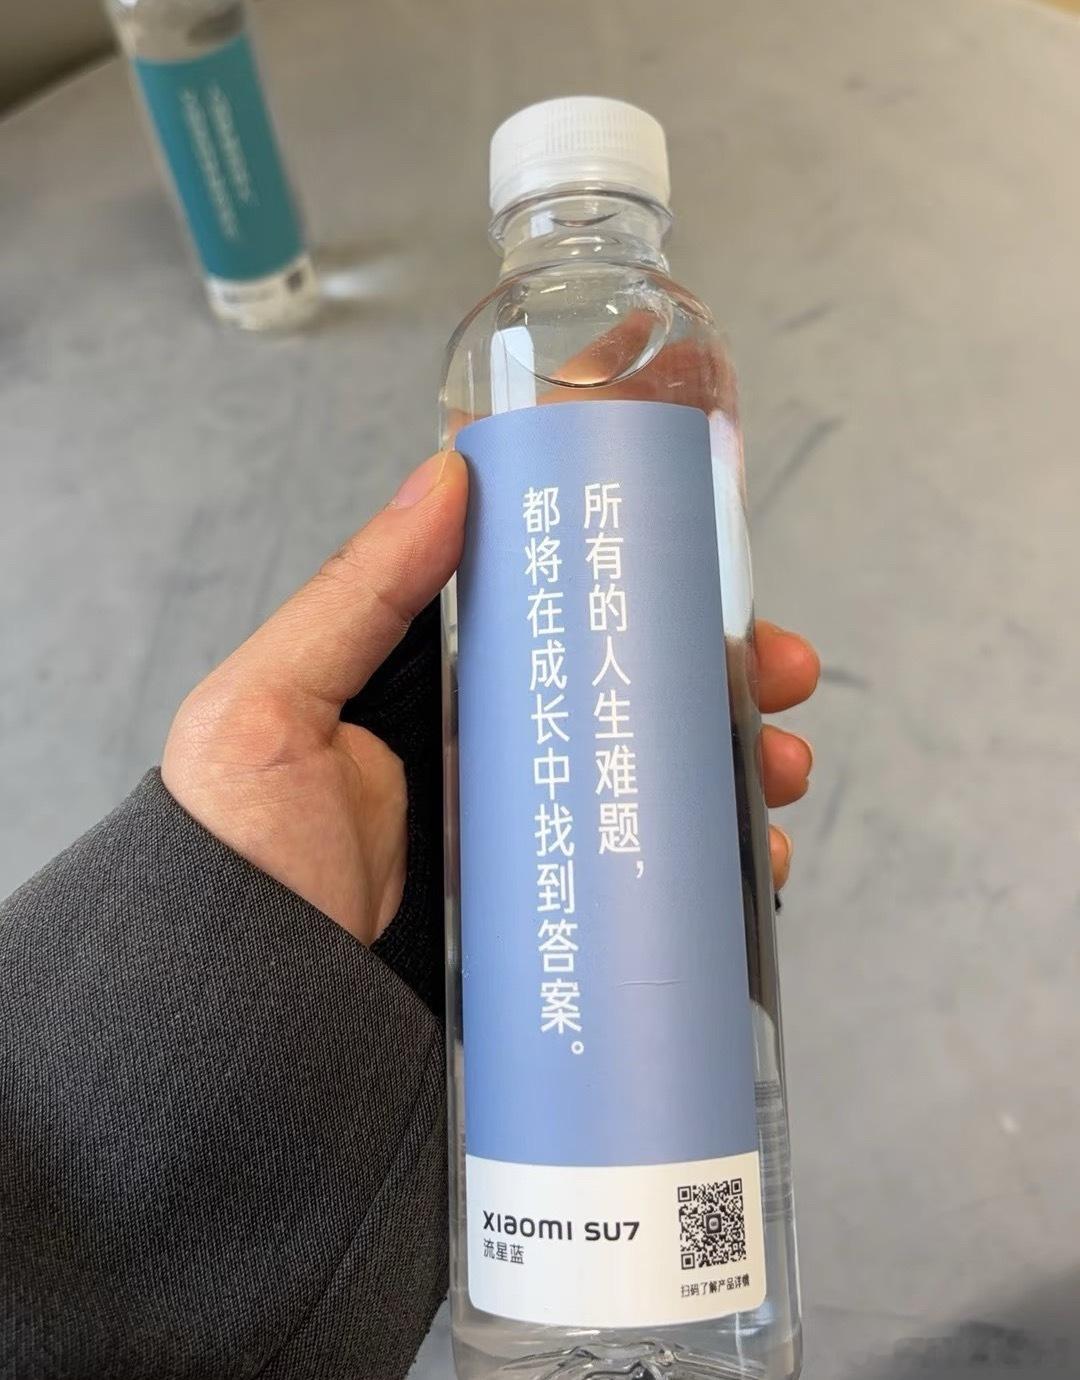 所有的人生难题，
都将在成长中找到答案。
xiaomi SU7
流星蓝
扫码了解产品详情